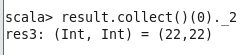 scala> result.collect()(0)._2
res3: (Int, Int) = (22,22)